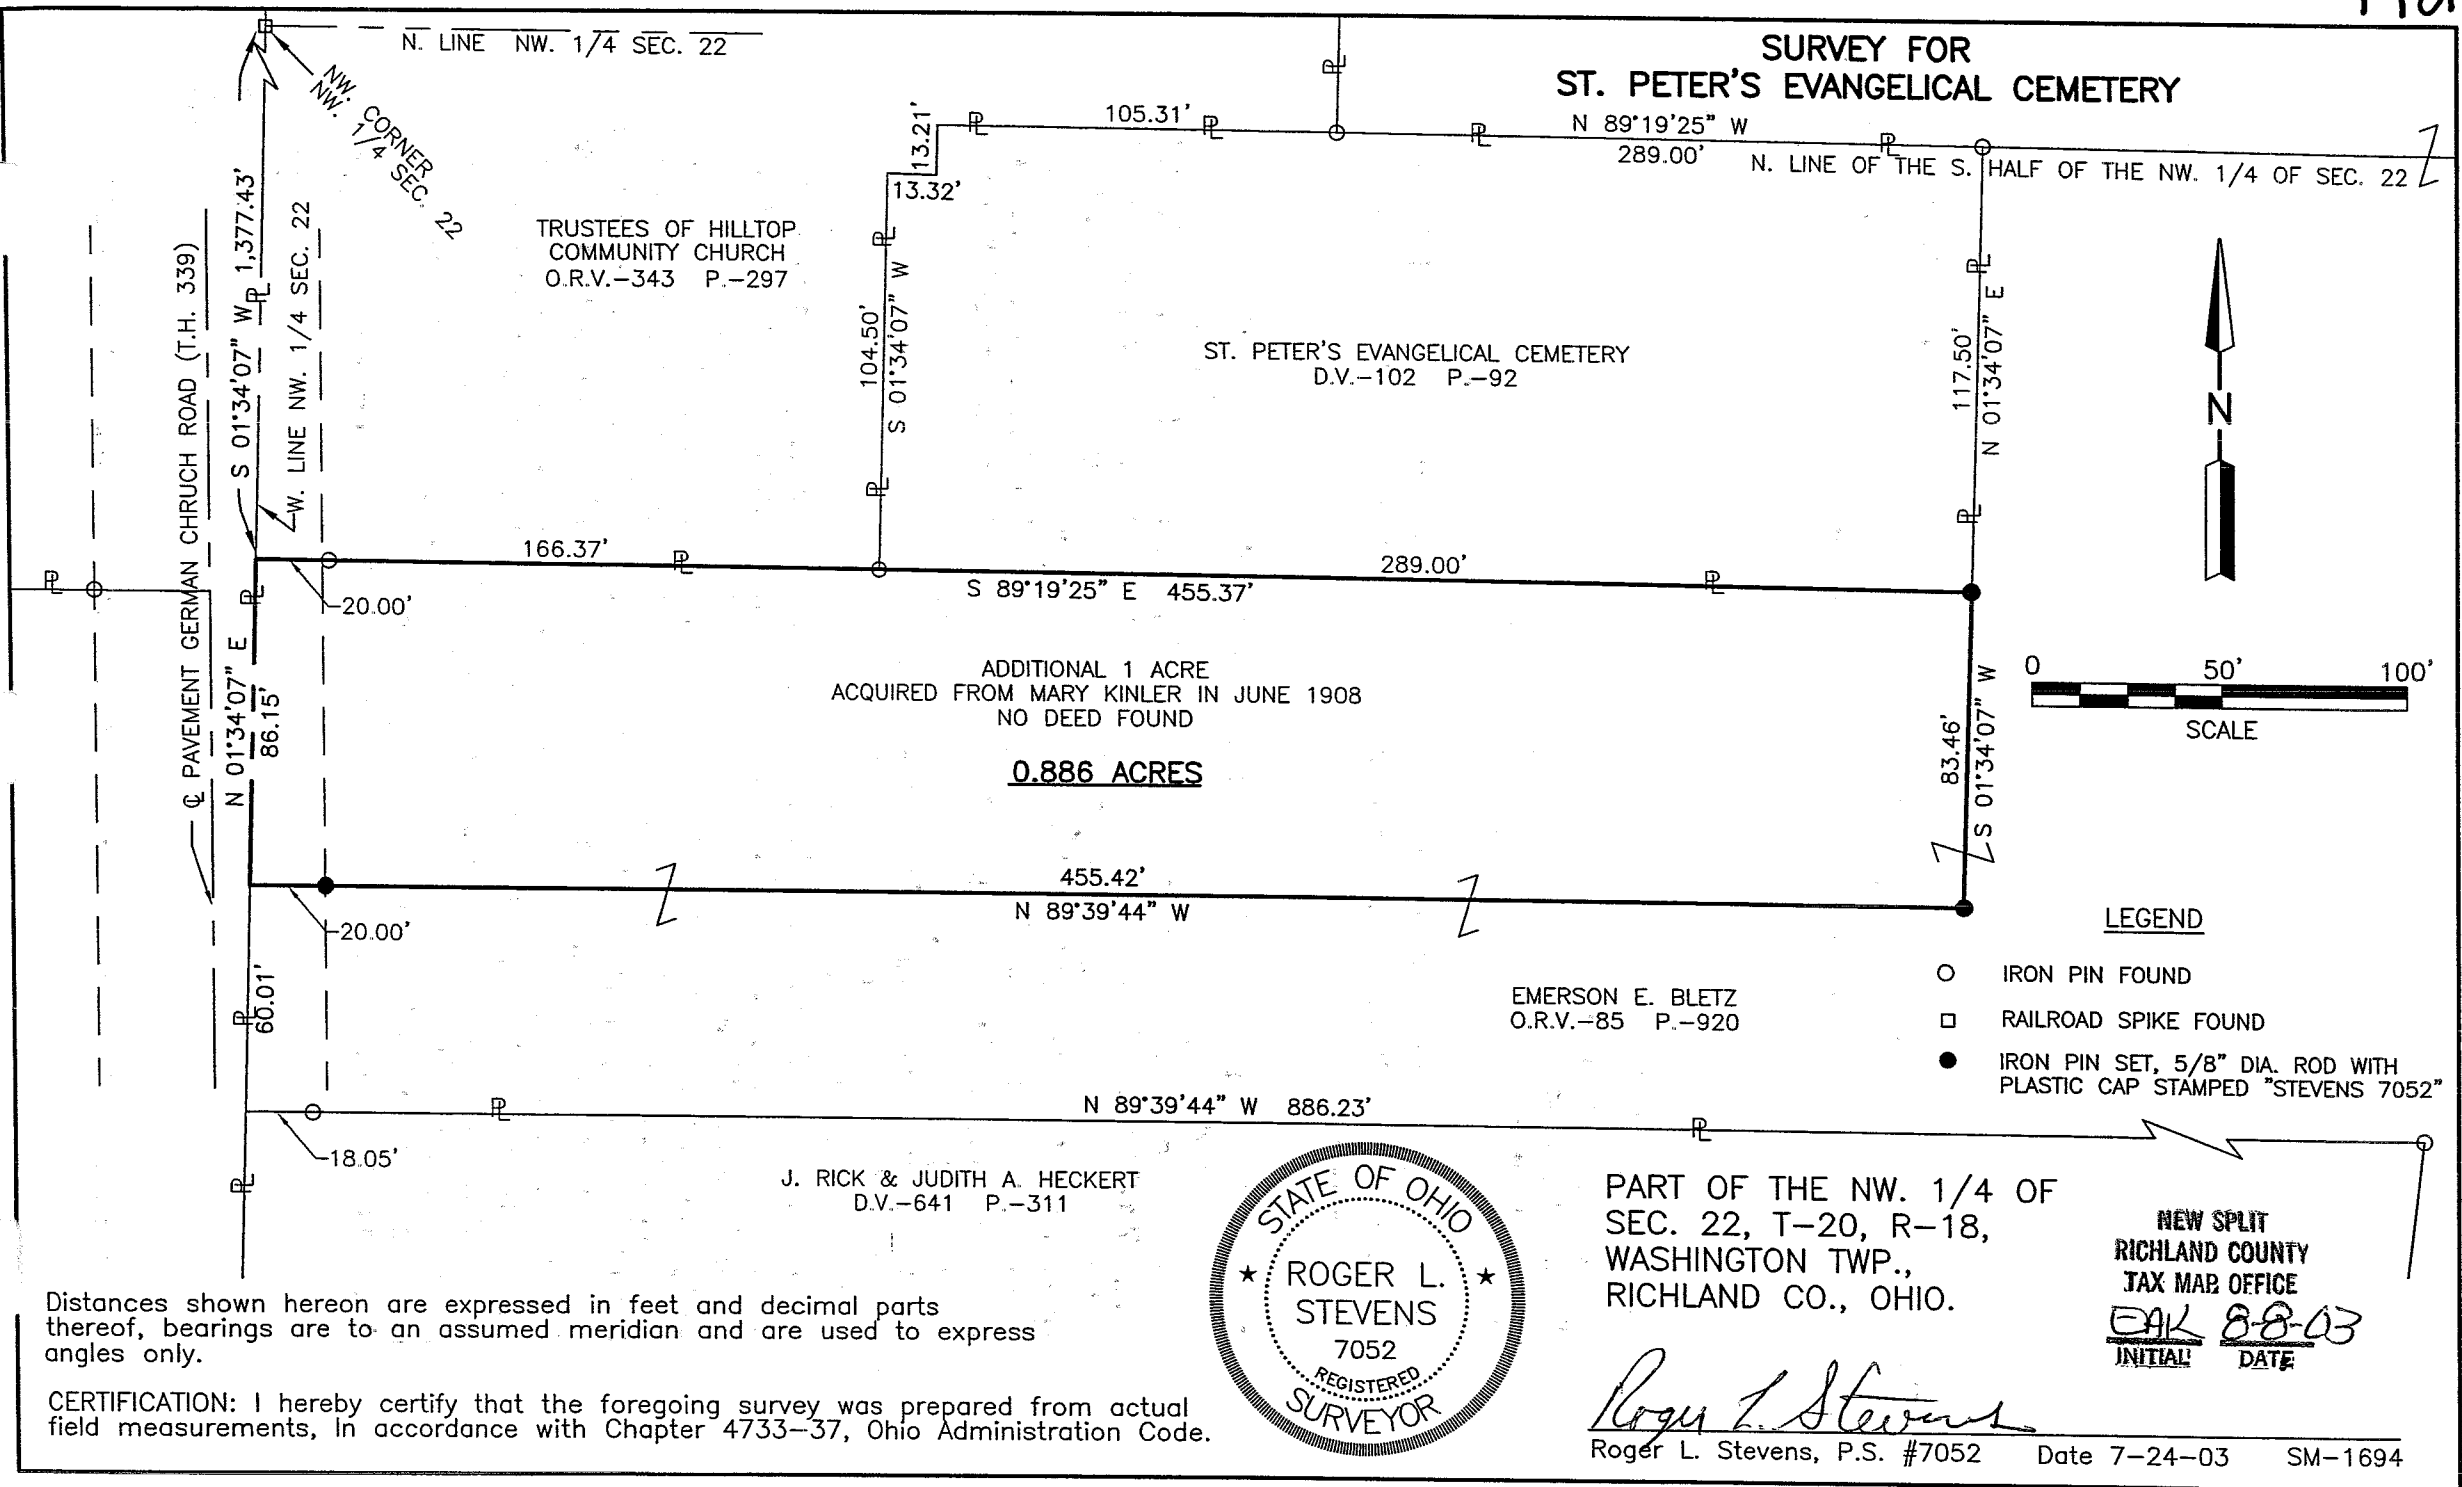 SURVEY FOR
ST. PETER'S EVANGELICAL CEMETERY
N. LINE NW. 1/4 SEC. 22
NW. CORNER
NW. 1/4 SEC. 22
S 01°34'07" W 1,377.43'
W. LINE NW. 1/4 SEC. 22
℄ PAVEMENT GERMAN CHRUCH ROAD (T.H. 339)
13.21'
105.31'
13.32'
N 89°19'25" W
289.00'
N. LINE OF THE S. HALF OF THE NW. 1/4 OF SEC. 22
TRUSTEES OF HILLTOP
COMMUNITY CHURCH
O.R.V.-343 P.-297
104.50'
S 01°34'07" W
ST. PETER'S EVANGELICAL CEMETERY
D.V.-102 P.-92
117.50'
N 01°34'07" E
N
166.37'
289.00'
S 89°19'25" E 455.37'
20.00'
N 01°34'07" E
86.15'
ADDITIONAL 1 ACRE
ACQUIRED FROM MARY KINLER IN JUNE 1908
NO DEED FOUND
0.886 ACRES
83.46'
S 01°34'07" W
0 50' 100'
SCALE
455.42'
N 89°39'44" W
20.00'
60.01'
EMERSON E. BLETZ
O.R.V.-85 P.-920
LEGEND
IRON PIN FOUND
RAILROAD SPIKE FOUND
IRON PIN SET, 5/8" DIA. ROD WITH
PLASTIC CAP STAMPED "STEVENS 7052"
N 89°39'44" W 886.23'
18.05'
J. RICK & JUDITH A. HECKERT
D.V.-641 P.-311
STATE OF OHIO
ROGER L.
STEVENS
7052
REGISTERED
SURVEYOR
PART OF THE NW. 1/4 OF
SEC. 22, T-20, R-18,
WASHINGTON TWP.,
RICHLAND CO., OHIO.
NEW SPLIT
RICHLAND COUNTY
TAX MAP OFFICE
EAK 8-8-03
INITIAL DATE
Distances shown hereon are expressed in feet and decimal parts
thereof, bearings are to an assumed meridian and are used to express
angles only.
CERTIFICATION: I hereby certify that the foregoing survey was prepared from actual
field measurements, In accordance with Chapter 4733-37, Ohio Administration Code.
Roger L. Stevens
Roger L. Stevens, P.S. #7052 Date 7-24-03 SM-1694